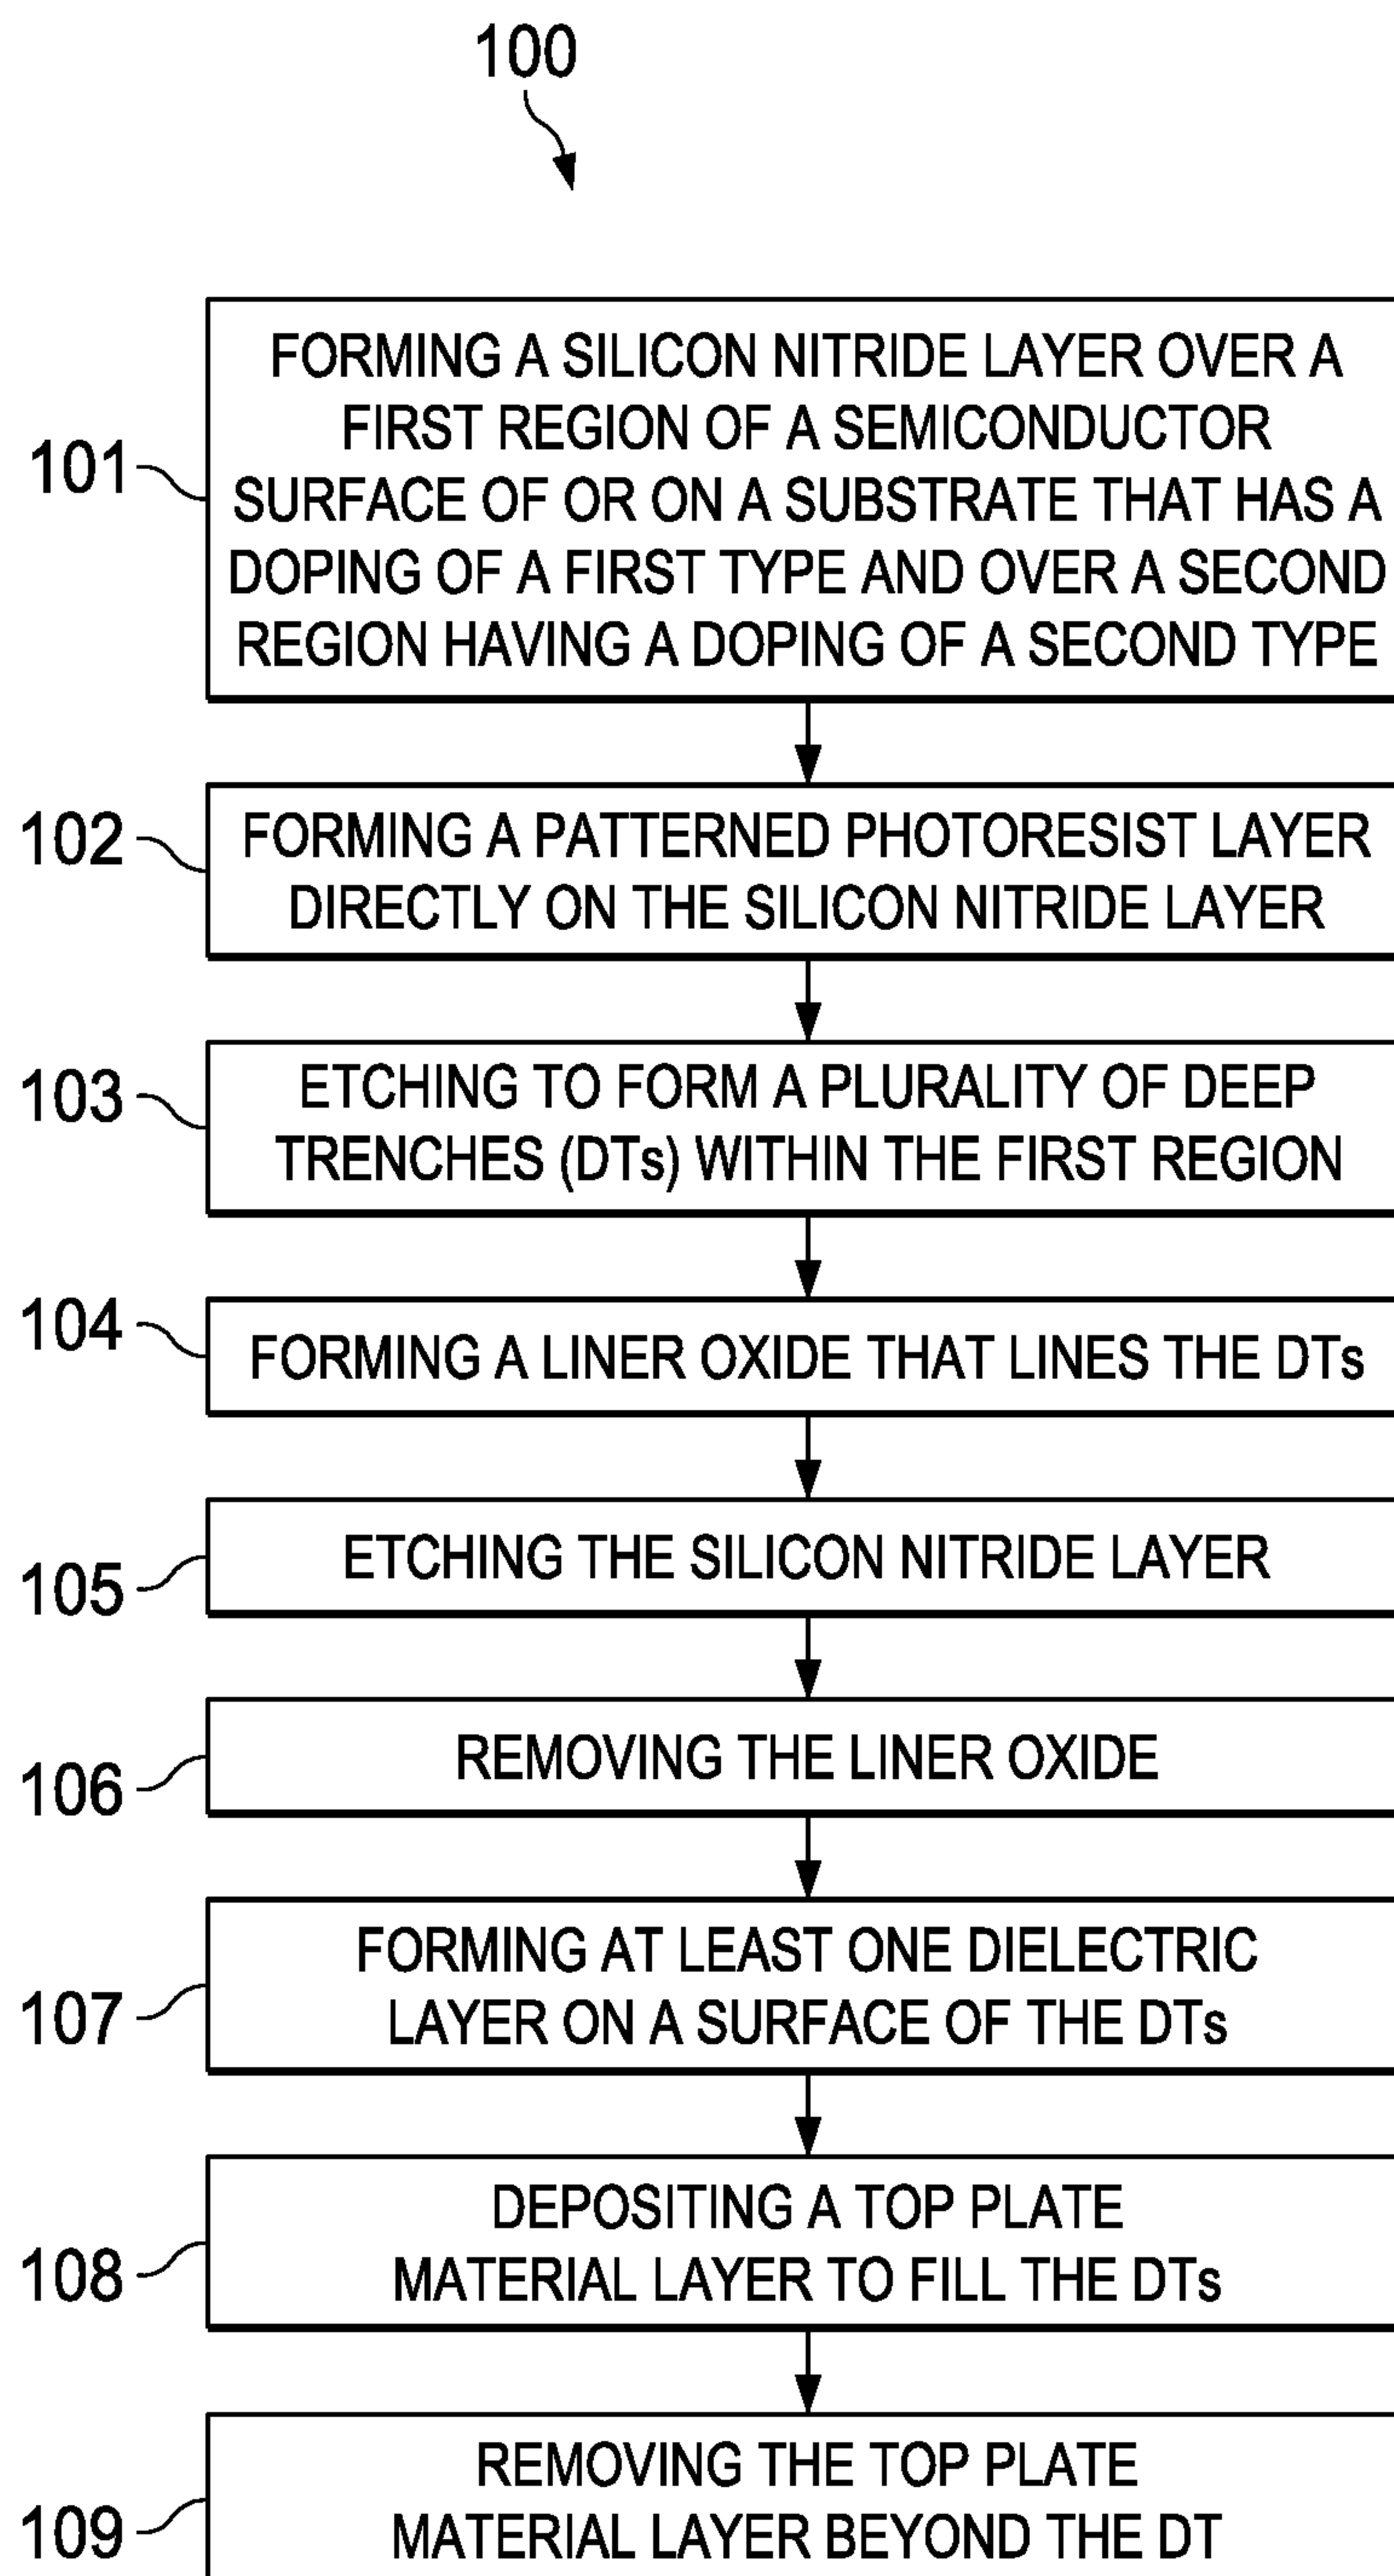 100
101
FORMING A SILICON NITRIDE LAYER OVER A
FIRST REGION OF A SEMICONDUCTOR
SURFACE OF OR ON A SUBSTRATE THAT HAS A
DOPING OF A FIRST TYPE AND OVER A SECOND
REGION HAVING A DOPING OF A SECOND TYPE
102
FORMING A PATTERNED PHOTORESIST LAYER
DIRECTLY ON THE SILICON NITRIDE LAYER
103
ETCHING TO FORM A PLURALITY OF DEEP
TRENCHES (DTs) WITHIN THE FIRST REGION
104
FORMING A LINER OXIDE THAT LINES THE DTs
105
ETCHING THE SILICON NITRIDE LAYER
106
REMOVING THE LINER OXIDE
107
FORMING AT LEAST ONE DIELECTRIC
LAYER ON A SURFACE OF THE DTs
108
DEPOSITING A TOP PLATE
MATERIAL LAYER TO FILL THE DTs
109
REMOVING THE TOP PLATE
MATERIAL LAYER BEYOND THE DT